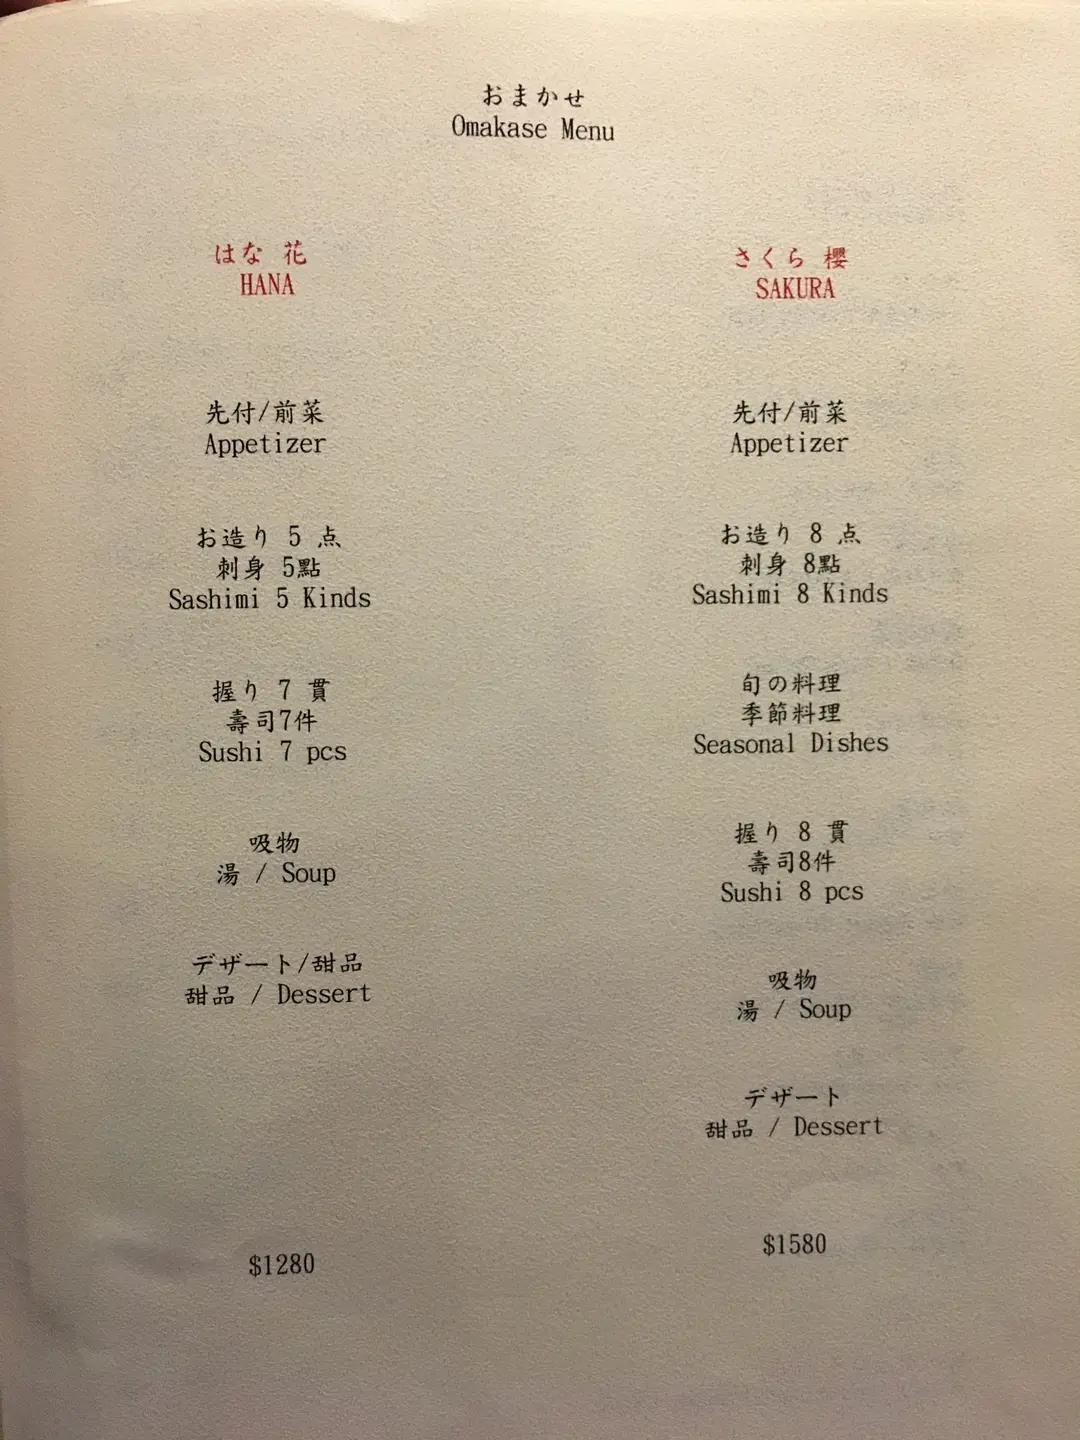 おまかせ
Omakase Menu
はな 花
HANA
先付/前菜
Appetizer
お造り 5 点
刺身 5點
Sashimi 5 Kinds
握り 7 貫
壽司7件
Sushi 7 pcs
吸物
湯 / Soup
デザート/甜品
甜品 / Dessert
$1280
さくら 櫻
SAKURA
先付/前菜
Appetizer
お造り 8 点
刺身 8點
Sashimi 8 Kinds
旬の料理
季節料理
Seasonal Dishes
握り 8 貫
壽司8件
Sushi 8 pcs
吸物
湯 / Soup
デザート
甜品 / Dessert
$1580